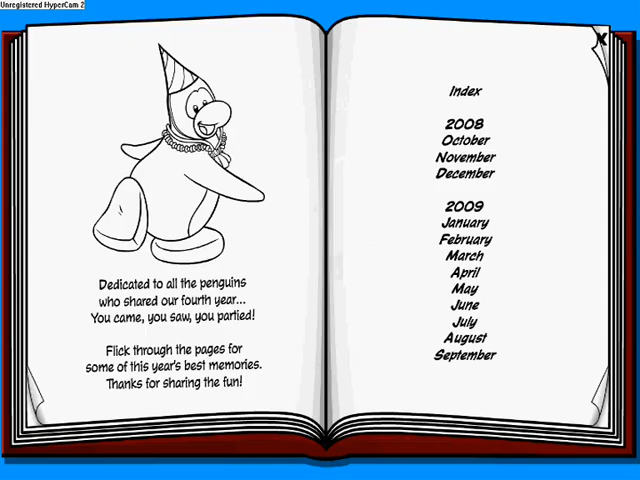 Unregistered HyperCam 2
Dedicated to all the penguins
who shared our fourth year...
You came, you saw, you partied!
Flick through the pages for
some of this year's best memories.
Thanks for sharing the fun!
X
Index
2008
October
November
December
2009
January
February
March
April
May
June
July
August
September